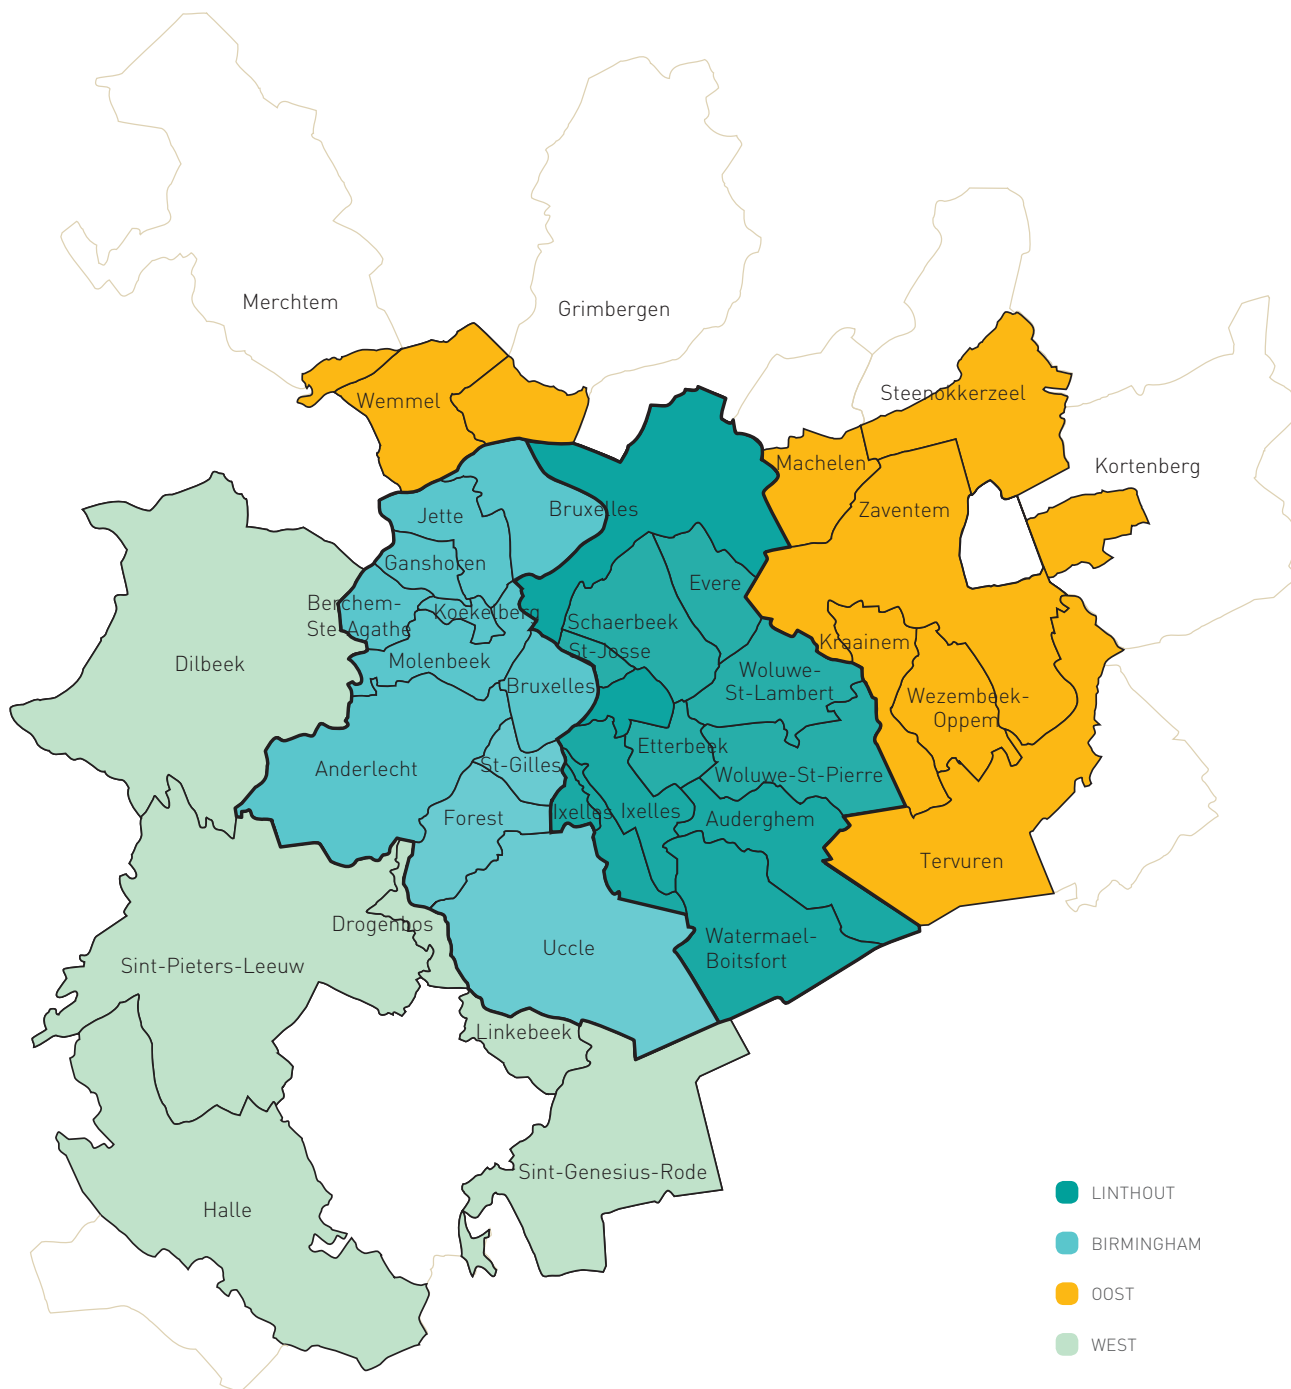 Merchtem
Grimbergen
Wemmel
Steenokkerzeel
Machelen
Kortenberg
Zaventem
Jette
Bruxelles
Ganshoren
Evere
Berchem-
Ste-Agathe
Koekelberg
Schaerbeek
St-Josse
Kraainem
Dilbeek
Molenbeek
Woluwe-
St-Lambert
Bruxelles
Wezembeek-
Oppem
Etterbeek
Anderlecht
St-Gilles
Woluwe-St-Pierre
Forest
Ixelles
Ixelles
Auderghem
Tervuren
Drogenbos
Uccle
Watermael-
Boitsfort
Sint-Pieters-Leeuw
Linkebeek
Sint-Genesius-Rode
Halle
LINTHOUT
BIRMINGHAM
OOST
WEST